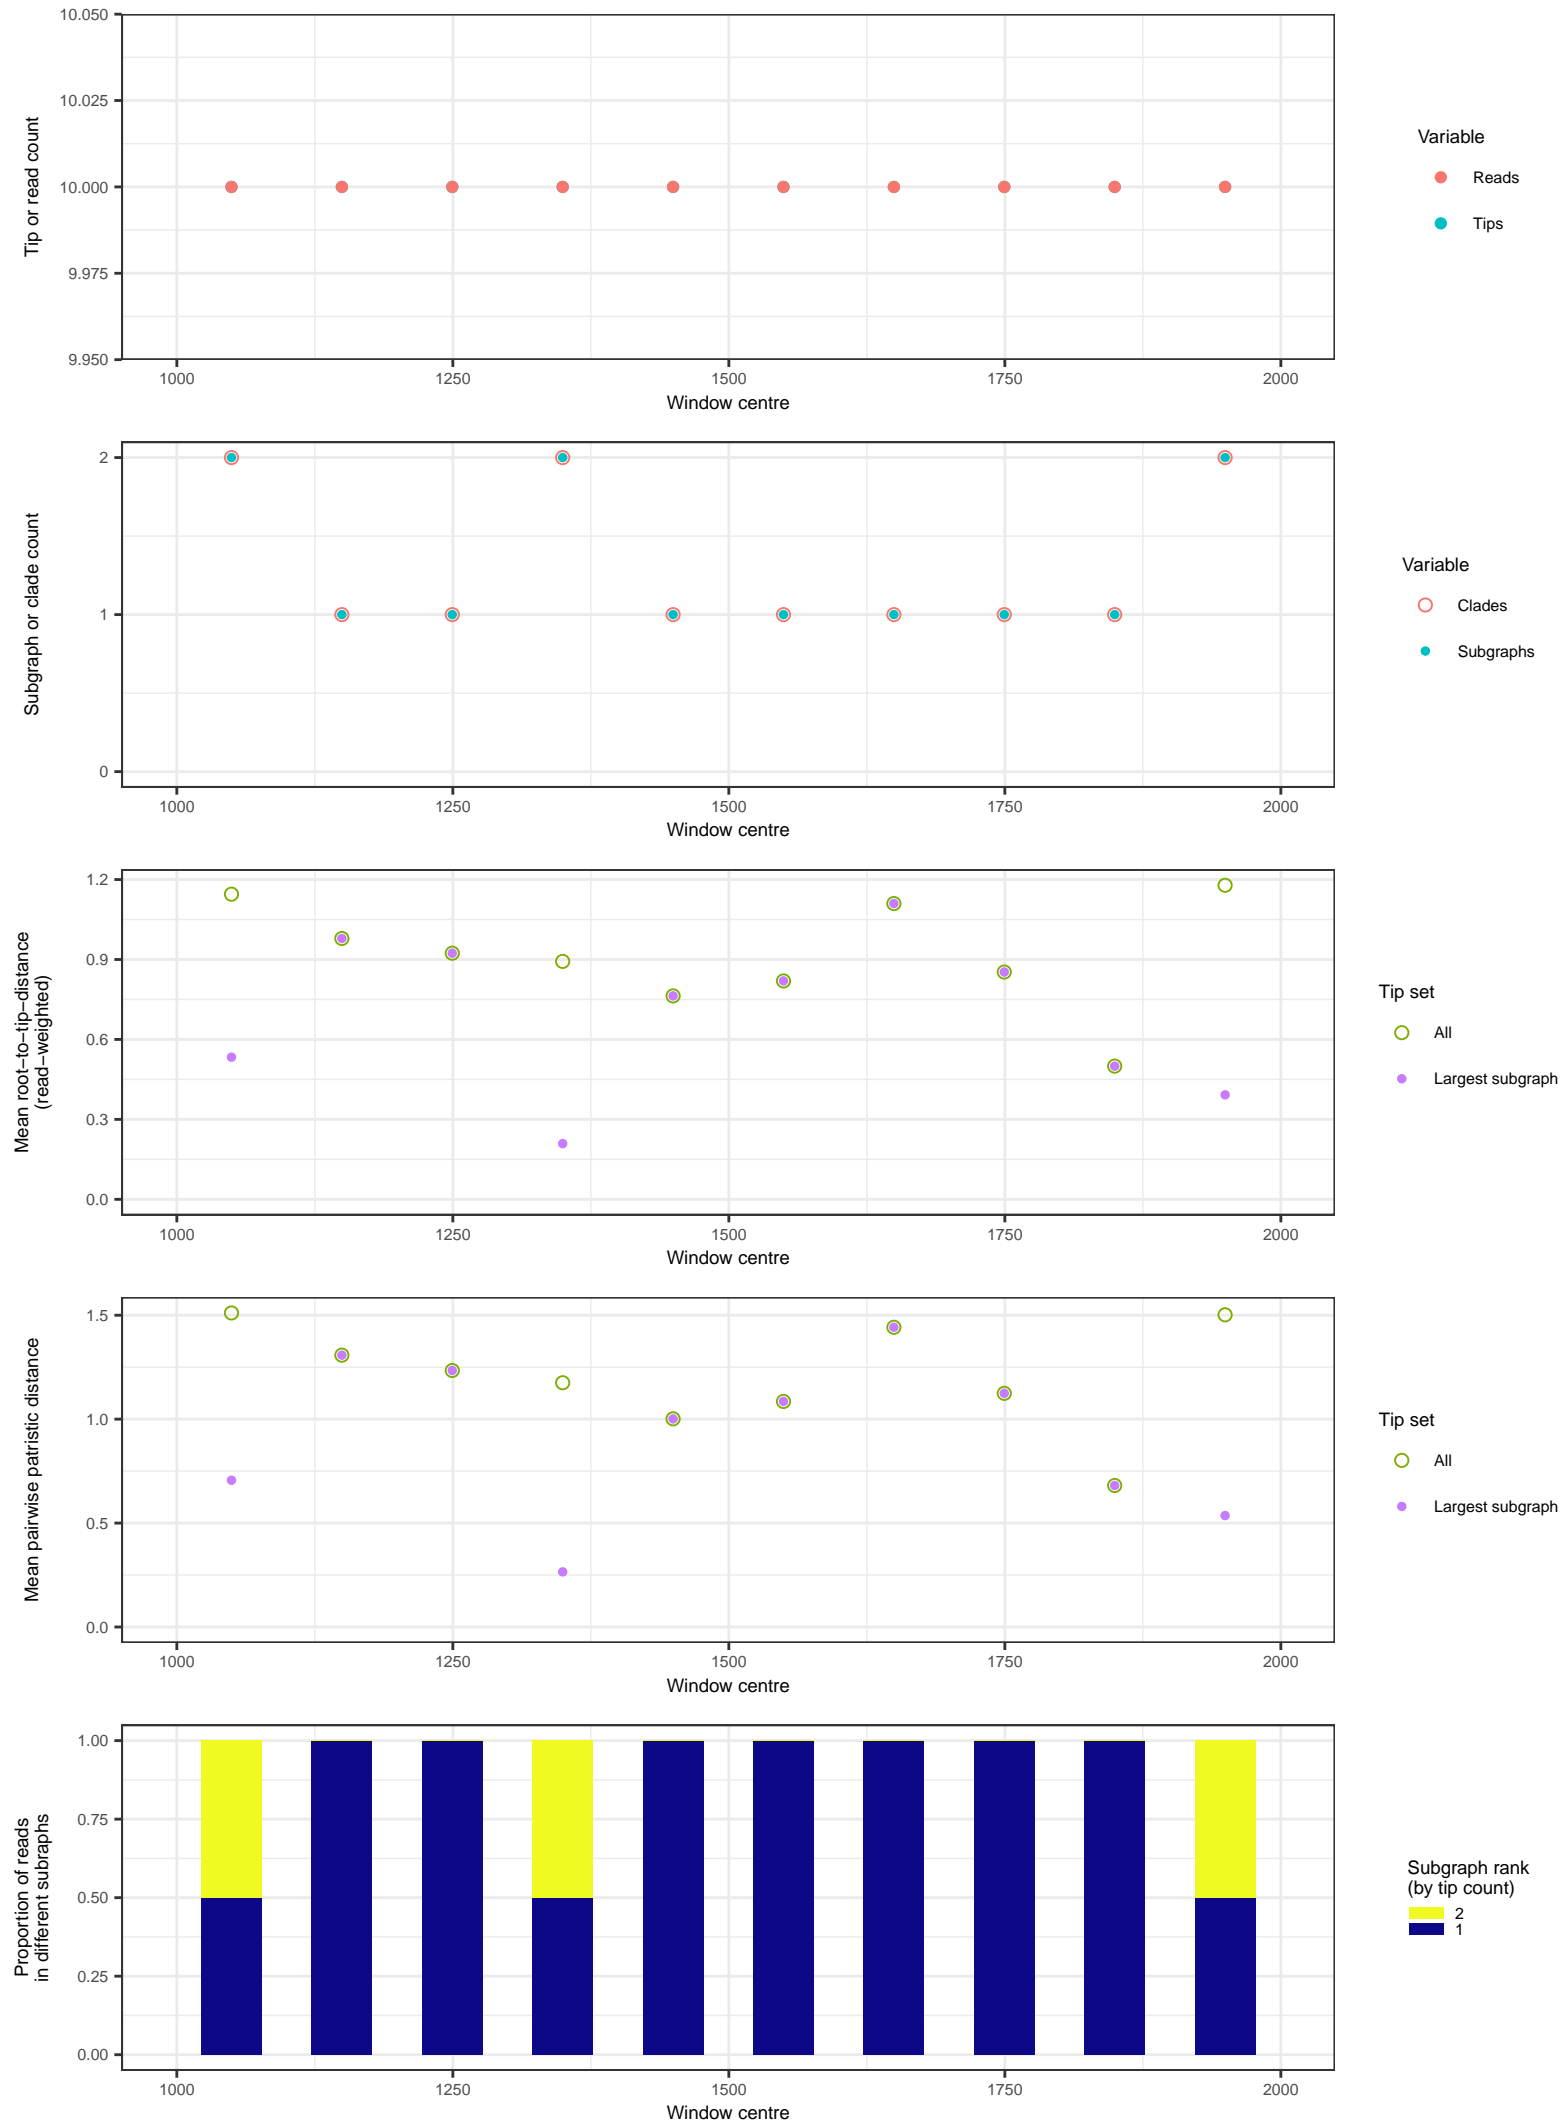 10.050
10.025
10.000
9.975
9.950
Tip or read count
1000 1250 1500 1750 2000
Window centre
Variable
Reads
Tips
2
1
0
Subgraph or clade count
1000 1250 1500 1750 2000
Window centre
Variable
Clades
Subgraphs
1.2
0.9
0.6
0.3
0.0
Mean root−to−tip−distance
(read−weighted)
1000 1250 1500 1750 2000
Window centre
Tip set
All
Largest subgraph
1.5
1.0
0.5
0.0
Mean pairwise patristic distance
1000 1250 1500 1750 2000
Window centre
Tip set
All
Largest subgraph
1.00
0.75
0.50
0.25
0.00
Proportion of reads
in different subraphs
1000 1250 1500 1750 2000
Window centre
Subgraph rank
(by tip count)
2
1